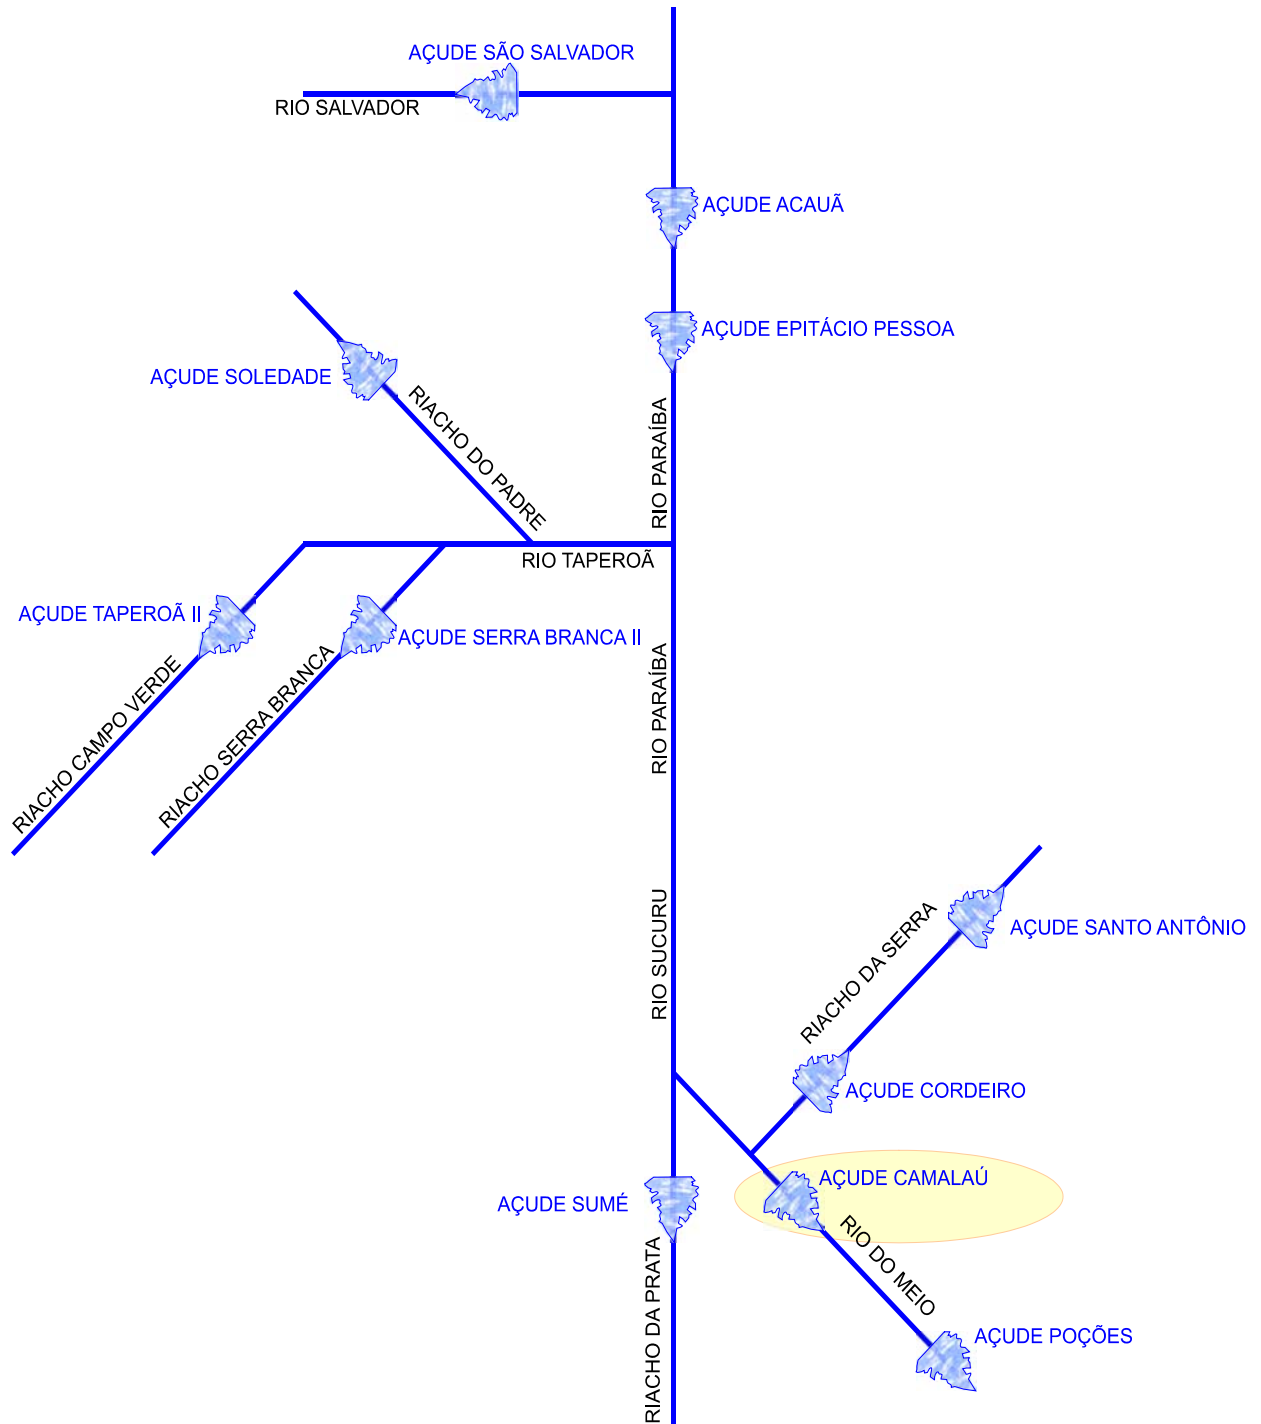 AÇUDE SÃO SALVADOR
RIO SALVADOR
AÇUDE ACAUÃ
AÇUDE EPITÁCIO PESSOA
AÇUDE SOLEDADE
RIACHO DO PADRE
RIO PARAÍBA
RIO TAPEROÃ
AÇUDE TAPEROÃ II
AÇUDE SERRA BRANCA II
RIACHO CAMPO VERDE
RIACHO SERRA BRANCA
RIO PARAÍBA
RIO SUCURU
RIACHO DA SERRA
AÇUDE SANTO ANTÔNIO
AÇUDE CORDEIRO
AÇUDE CAMALAÚ
AÇUDE SUMÉ
RIO DO MEIO
RIACHO DA PRATA
AÇUDE POÇÕES